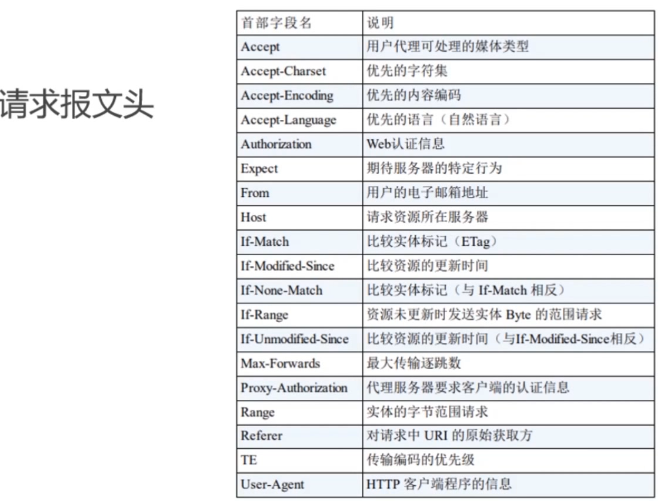 请求报文头
首部字段名 说明
Accept 用户代理可处理的媒体类型
Accept-Charset 优先的字符集
Accept-Encoding 优先的内容编码
Accept-Language 优先的语言（自然语言）
Authorization Web认证信息
Expect 期待服务器的特定行为
From 用户的电子邮箱地址
Host 请求资源所在服务器
If-Match 比较实体标记（ETag）
If-Modified-Since 比较资源的更新时间
If-None-Match 比较实体标记（与 If-Match 相反）
If-Range 资源未更新时发送实体 Byte 的范围请求
If-Unmodified-Since 比较资源的更新时间（与If-Modified-Since相反）
Max-Forwards 最大传输逐跳数
Proxy-Authorization 代理服务器要求客户端的认证信息
Range 实体的字节范围请求
Referer 对请求中 URI 的原始获取方
TE 传输编码的优先级
User-Agent HTTP 客户端程序的信息